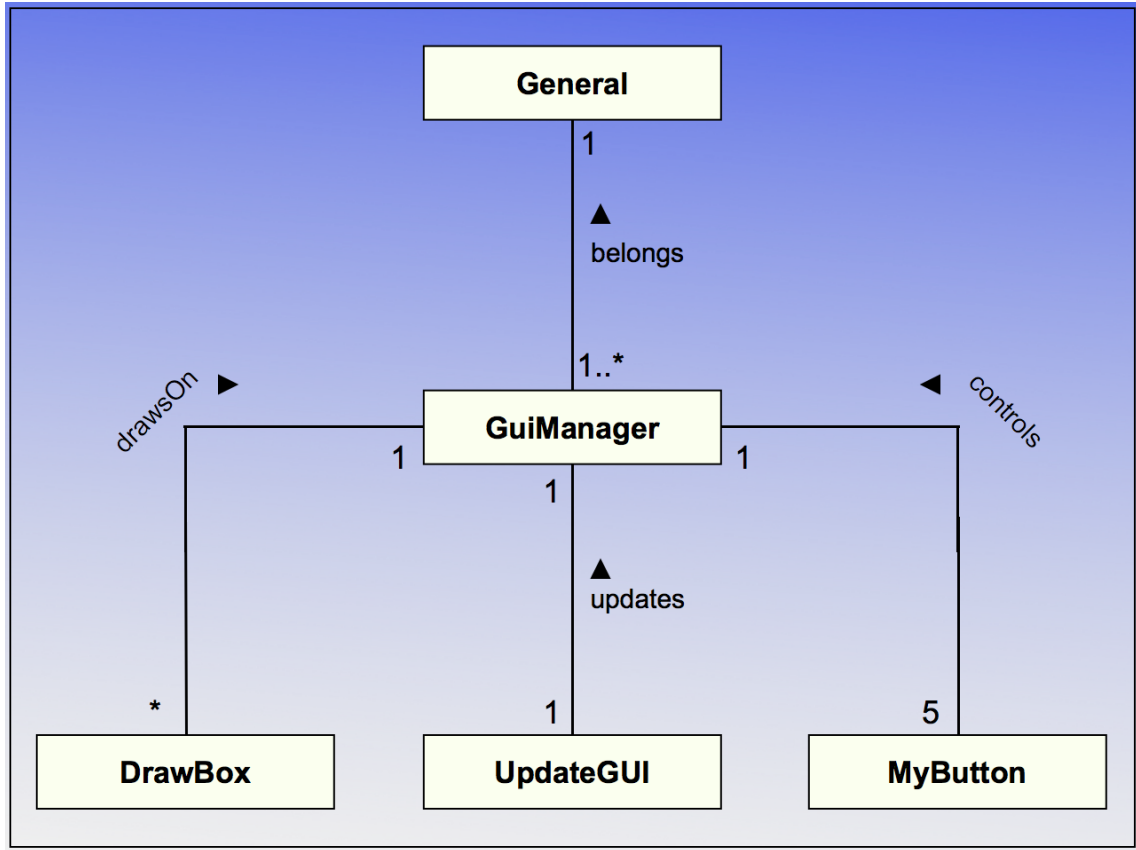 General
1
belongs
1..*
drawsOn
controls
GuiManager
1
1
1
updates
*
1
5
DrawBox
UpdateGUI
MyButton